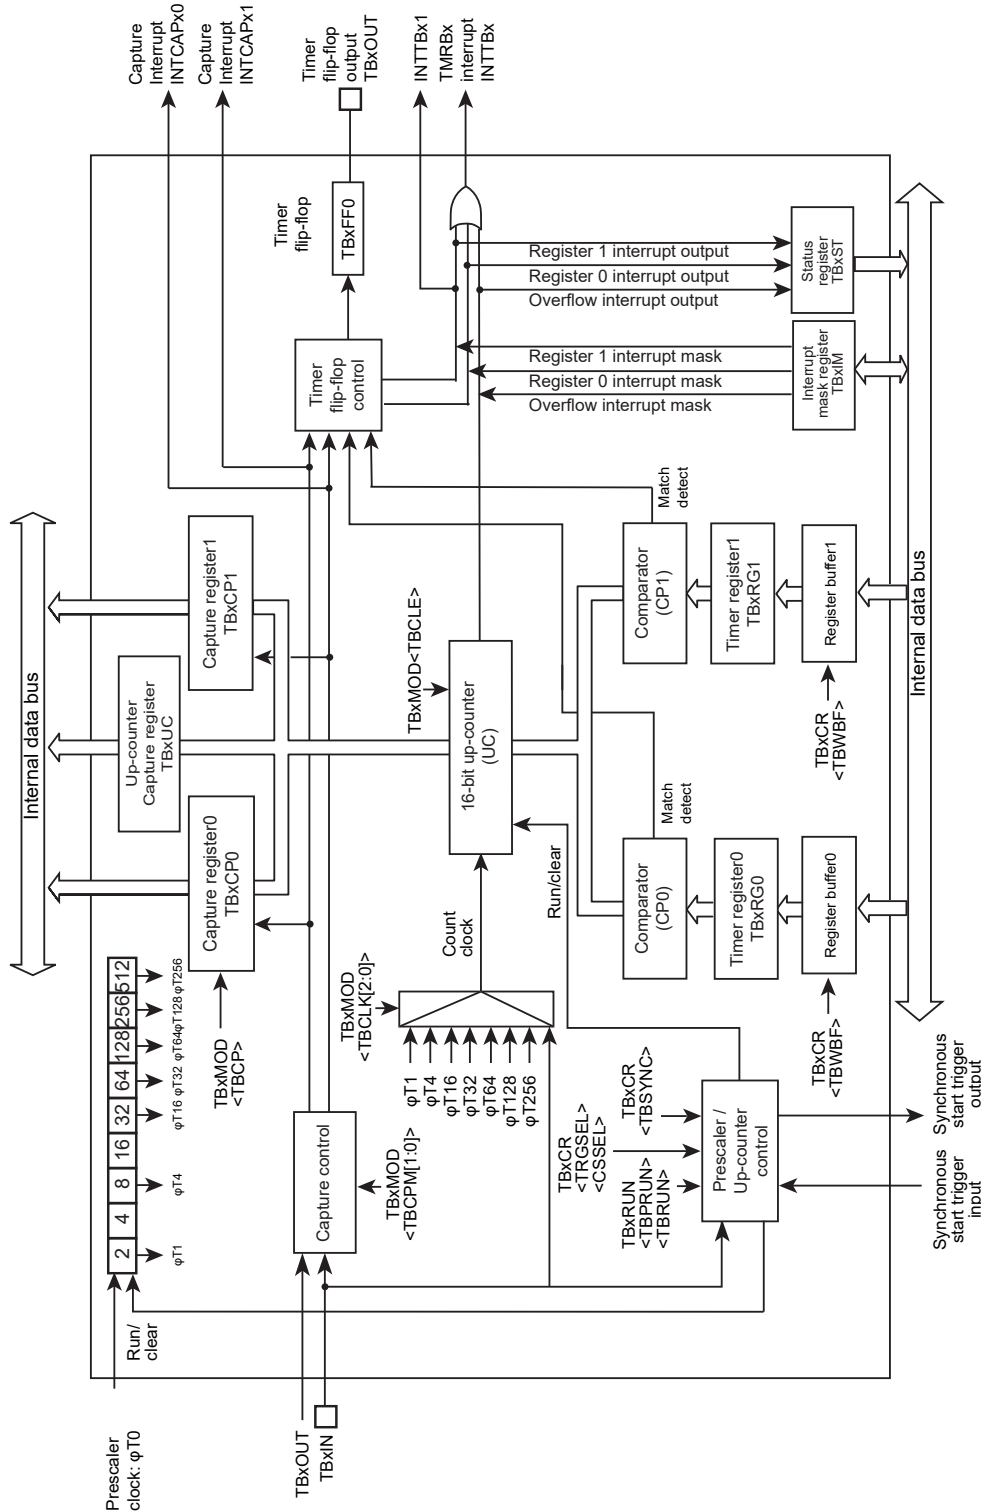 Prescaler
clock: φT0
Run/
clear
2
4
8
16
32
64
128
256
512
φT1
φT4
φT16
φT32
φT64
φT128
φT256
Internal data bus
TBxMOD
<TBCP>
Capture register0
TBxCP0
Up-counter
Capture register
TBxUC
Capture register1
TBxCP1
Capture
Interrupt
INTCAPx0
Capture
Interrupt
INTCAPx1
TBxOUT
TBxIN
Capture control
TBxMOD
<TBCPM[1:0]>
TBxMOD
<TBCLK[2:0]>
φT1
φT4
φT16
φT32
φT64
φT128
φT256
Count
clock
TBxMOD<TBCLE>
16-bit up-counter
(UC)
Run/clear
Timer
flip-flop
control
Timer
flip-flop
TBxFF0
Timer
flip-flop
output
TBxOUT
INTTBx1
TMRBx
interrupt
INTTBx
Register 1 interrupt output
Register 0 interrupt output
Overflow interrupt output
Register 1 interrupt mask
Register 0 interrupt mask
Overflow interrupt mask
Status
register
TBxST
Interrupt
mask register
TBxIM
TBxRUN
<TBPRUN>
<TBRUN>
TBxCR
<TRGSEL>
<CSSEL>
TBxCR
<TBSYNC>
Prescaler /
Up-counter
control
Match
detect
Comparator
(CP0)
Timer register0
TBxRG0
Register buffer0
TBxCR
<TBWBF>
Match
detect
Comparator
(CP1)
Timer register1
TBxRG1
Register buffer1
TBxCR
<TBWBF>
Internal data bus
Synchronous
start trigger
input
Synchronous
start trigger
output